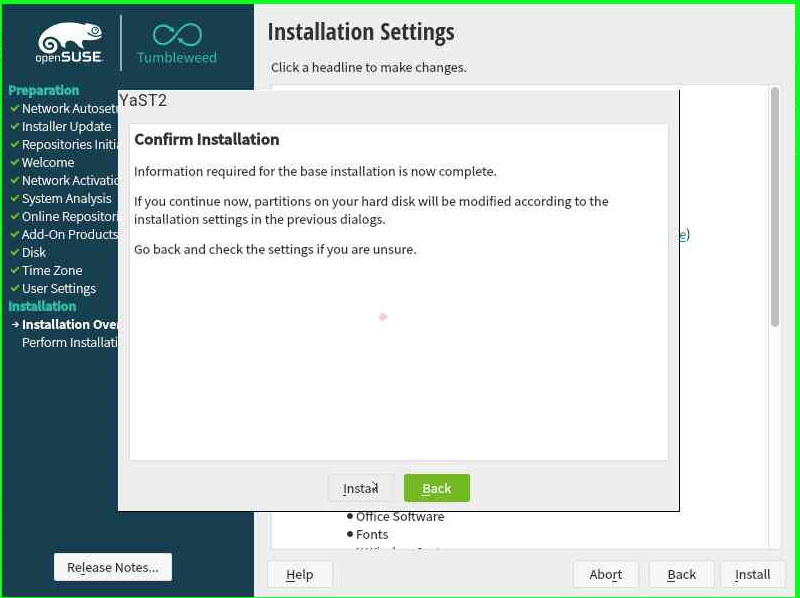 openSUSE
Tumbleweed
Installation Settings
Click a headline to make changes.
Preparation
Network Autoset
Installer Update
Repositories Initi
Welcome
Network Activatio
System Analysis
Online Repositori
Add-On Products
Disk
Time Zone
User Settings
Installation
Installation Over
Perform Installati
Release Notes...
YaST2
Confirm Installation
Information required for the base installation is now complete.
If you continue now, partitions on your hard disk will be modified according to the
installation settings in the previous dialogs.
Go back and check the settings if you are unsure.
Install
Back
e)
Office Software
Fonts
Help
Abort
Back
Install